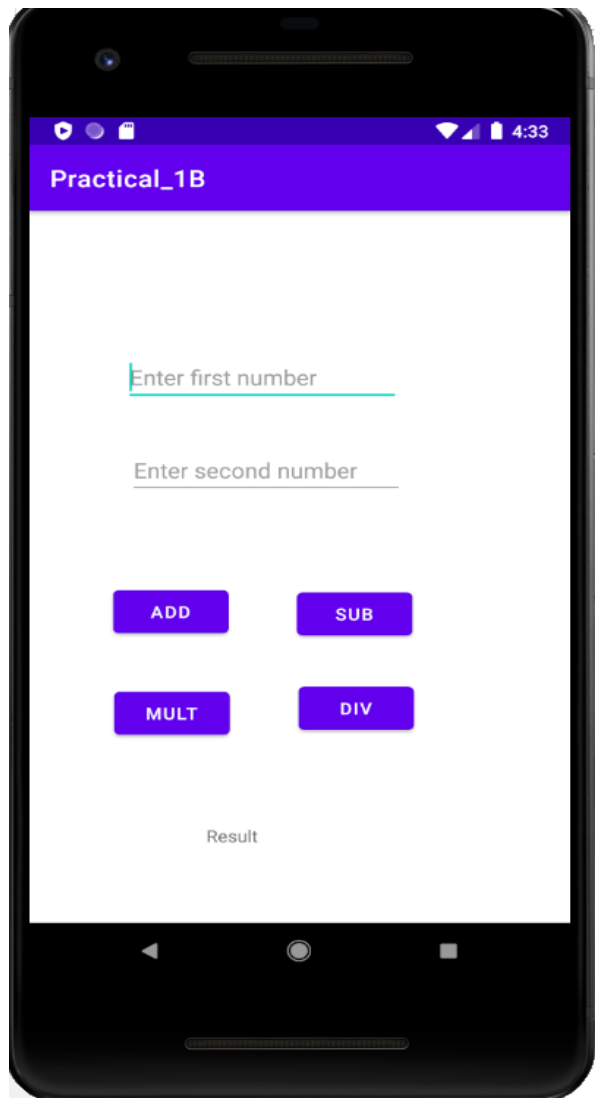 4:33
Practical_1B
Enter first number
Enter second number
ADD SUB
MULT DIV
Result